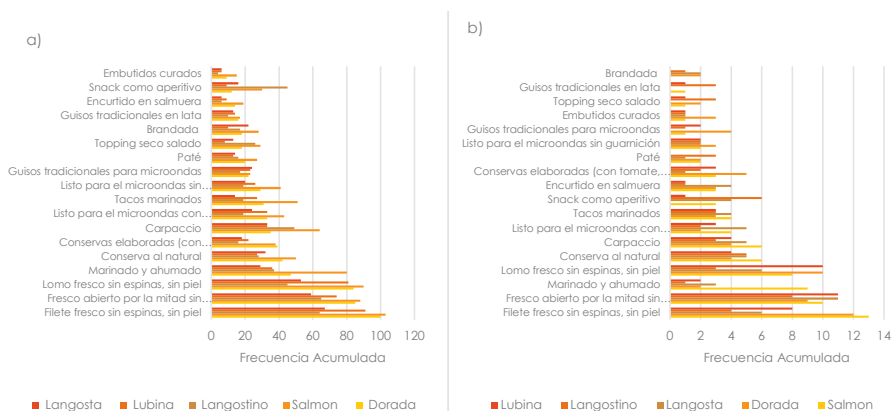 a)
Embutidos curados
Snack como aperitivo
Encurtido en salmuera
Guisos tradicionales en lata
Brandada
Topping seco salado
Paté
Guisos tradicionales para microondas
Listo para el microondas sin...
Tacos marinados
Listo para el microondas con...
Carpaccio
Conservas elaboradas (con...
Conserva al natural
Marinado y ahumado
Lomo fresco sin espinas, sin piel
Fresco abierto por la mitad sin...
Filete fresco sin espinas, sin piel
0 20 40 60 80 100 120
Frecuencia Acumulada
Langosta Lubina Langostino Salmon Dorada
b)
Brandada
Guisos tradicionales en lata
Topping seco salado
Embutidos curados
Guisos tradicionales para microondas
Listo para el microondas sin guarnición
Paté
Conservas elaboradas (con tomate,...
Encurtido en salmuera
Snack como aperitivo
Tacos marinados
Listo para el microondas con...
Carpaccio
Conserva al natural
Lomo fresco sin espinas, sin piel
Marinado y ahumado
Fresco abierto por la mitad sin...
Filete fresco sin espinas, sin piel
0 2 4 6 8 10 12 14
Frecuencia Acumulada
Lubina Langostino Langosta Dorada Salmon